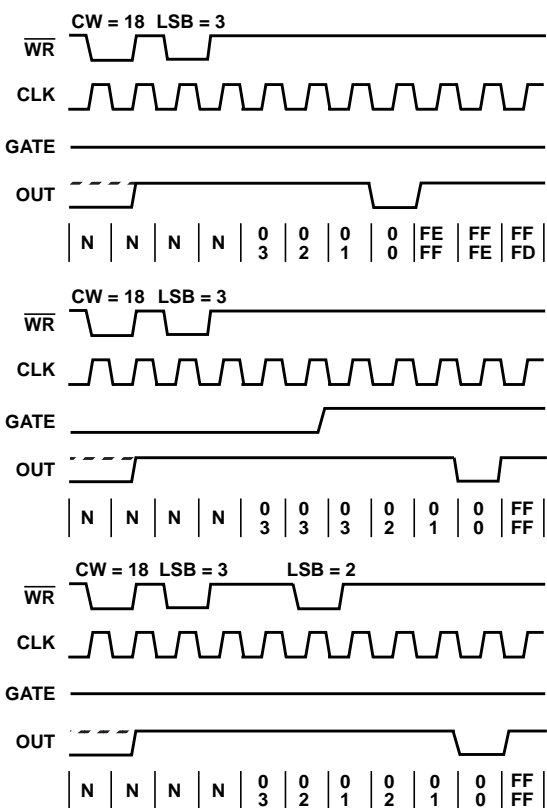 CW = 18 LSB = 3
WR
CLK
GATE
OUT
N N N N 0 0 0 0 FE FF FF
3 2 1 0 FF FE FD
CW = 18 LSB = 3
WR
CLK
GATE
OUT
N N N N 0 0 0 0 0 0 FF
3 3 3 2 1 0 FF
CW = 18 LSB = 3 LSB = 2
WR
CLK
GATE
OUT
N N N N 0 0 0 0 0 0 FF
3 2 1 2 1 0 FF